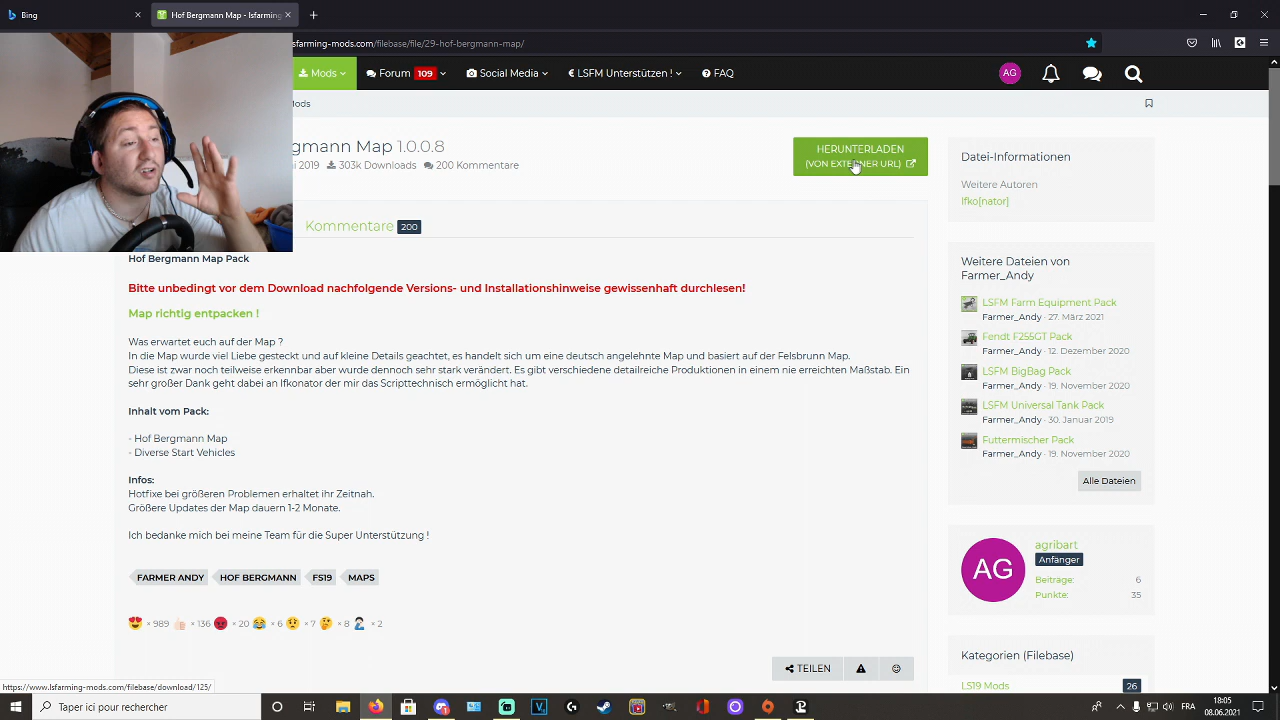 Bing
Hof Bergmann Map - lsfarming
sfarming-mods.com/filebase/file/29-hof-bergmann-map/
Mods
Forum 109
Social Media
€ LSFM Unterstützen !
FAQ
AG
Mods
gmann Map 1.0.0.8
2019
303k Downloads
200 Kommentare
HERUNTERLADEN
(VON EXTERNER URL)
Kommentare 200
Hof Bergmann Map Pack
Bitte unbedingt vor dem Download nachfolgende Versions- und Installationshinweise gewissenhaft durchlesen!
Map richtig entpacken !
Was erwartet euch auf der Map ?
In die Map wurde viel Liebe gesteckt und auf kleine Details geachtet, es handelt sich um eine deutsch angelehnte Map und basiert auf der Felsbrunn Map.
Diese ist zwar noch teilweise erkennbar aber wurde dennoch sehr stark verändert. Es gibt verschiedene detailreiche Produktionen in einem nie erreichten Maßstab. Ein
sehr großer Dank geht dabei an Ifkonator der mir das Scripttechnisch ermöglicht hat.
Inhalt vom Pack:
- Hof Bergmann Map
- Diverse Start Vehicles
Infos:
Hotfixe bei größeren Problemen erhaltet ihr Zeitnah.
Größere Updates der Map dauern 1-2 Monate.
Ich bedanke mich bei meine Team für die Super Unterstützung !
FARMER ANDY
HOF BERGMANN
FS19
MAPS
× 989 × 136 × 20 × 6 × 7 × 8 × 2
TEILEN
Datei-Informationen
Weitere Autoren
Ifko[nator]
Weitere Dateien von
Farmer_Andy
LSFM Farm Equipment Pack
Farmer_Andy · 27. März 2021
Fendt F255GT Pack
Farmer_Andy · 12. Dezember 2020
LSFM BigBag Pack
Farmer_Andy · 19. November 2020
LSFM Universal Tank Pack
Farmer_Andy · 30. Januar 2019
Futtermischer Pack
Farmer_Andy · 19. November 2020
Alle Dateien
AG
agribart
Anfänger
Beiträge: 6
Punkte: 35
Kategorien (Filebase)
LS19 Mods 26
https://www.lsfarming-mods.com/filebase/download/125/
Taper ici pour rechercher
FRA
18:05
08.06.2021